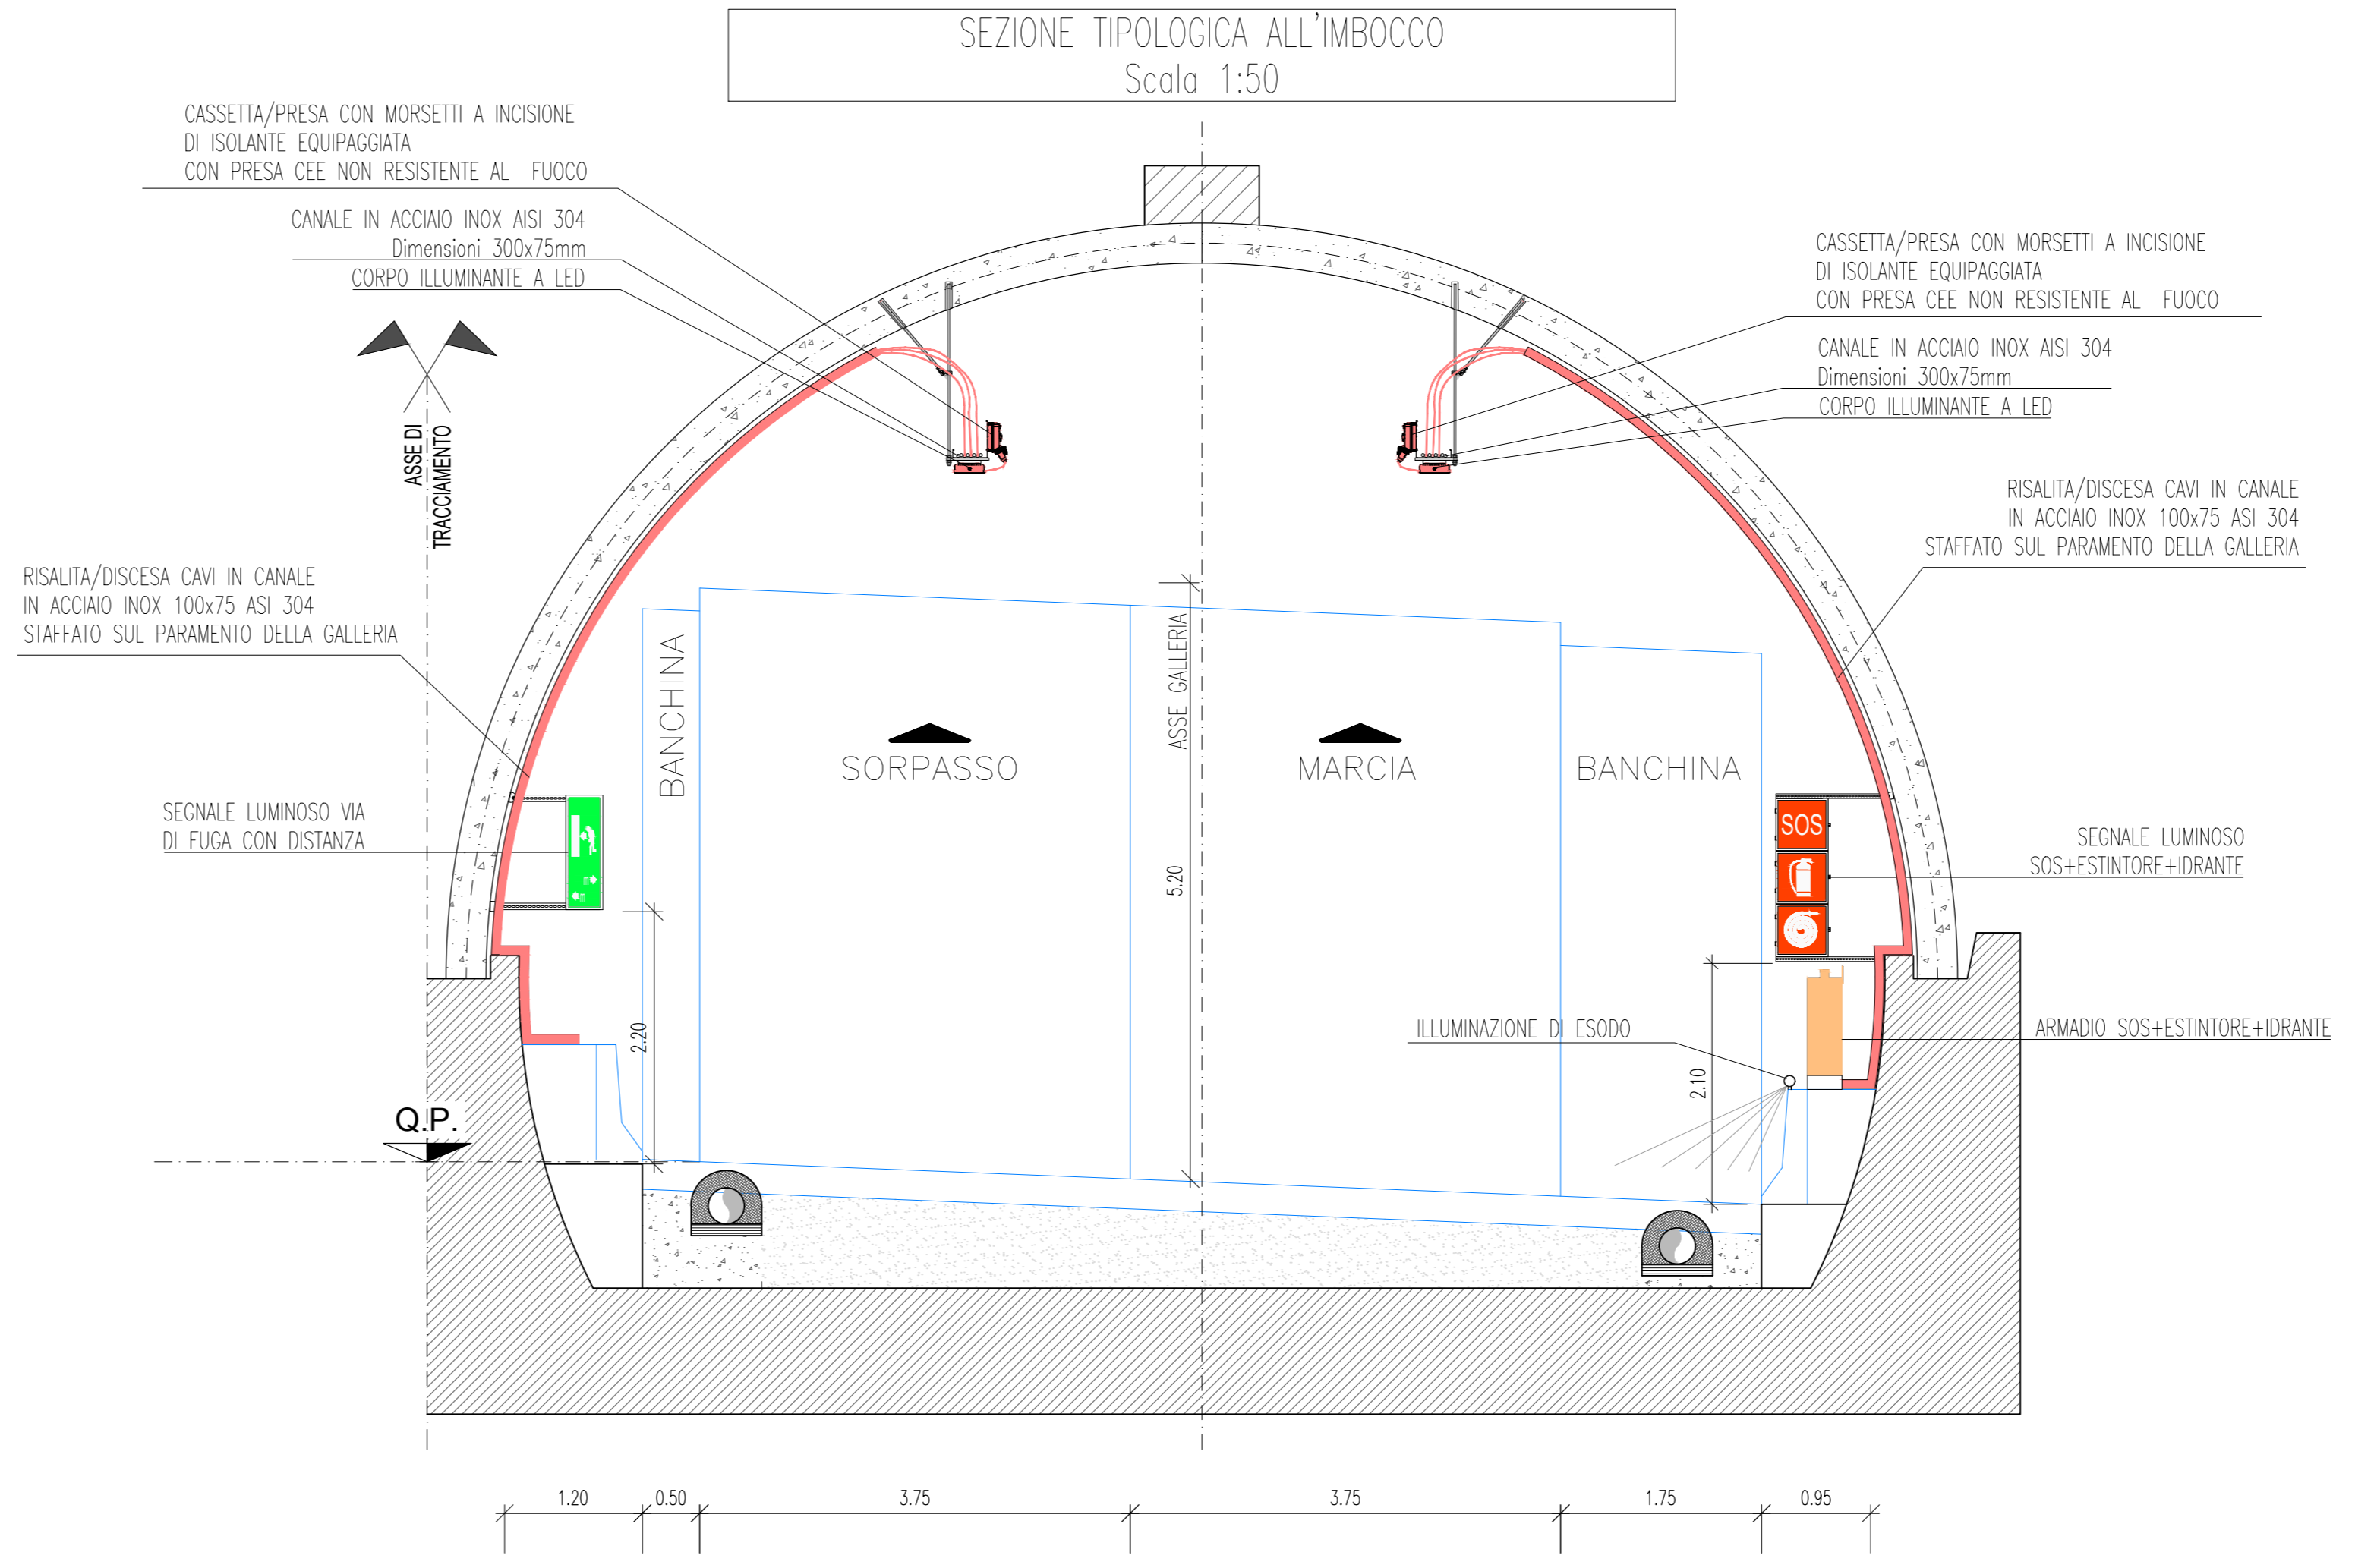 SEZIONE TIPOLOGICA ALL'IMBOCCO
Scala 1:50
CASSETTA/PRESA CON MORSETTI A INCISIONE
DI ISOLANTE EQUIPAGGIATA
CON PRESA CEE NON RESISTENTE AL FUOCO
CANALE IN ACCIAIO INOX AISI 304
Dimensioni 300x75mm
CORPO ILLUMINANTE A LED
CASSETTA/PRESA CON MORSETTI A INCISIONE
DI ISOLANTE EQUIPAGGIATA
CON PRESA CEE NON RESISTENTE AL FUOCO
CANALE IN ACCIAIO INOX AISI 304
Dimensioni 300x75mm
CORPO ILLUMINANTE A LED
ASSE DI
TRACCIAMENTO
RISALITA/DISCESA CAVI IN CANALE
IN ACCIAIO INOX 100x75 ASI 304
STAFFATO SUL PARAMENTO DELLA GALLERIA
RISALITA/DISCESA CAVI IN CANALE
IN ACCIAIO INOX 100x75 ASI 304
STAFFATO SUL PARAMENTO DELLA GALLERIA
BANCHINA
SORPASSO
ASSE GALLERIA
MARCIA
BANCHINA
SEGNALE LUMINOSO VIA
DI FUGA CON DISTANZA
SOS
SEGNALE LUMINOSO
SOS+ESTINTORE+IDRANTE
5.20
2.20
ILLUMINAZIONE DI ESODO
ARMADIO SOS+ESTINTORE+IDRANTE
2.10
Q.P.
1.20
0.50
3.75
3.75
1.75
0.95